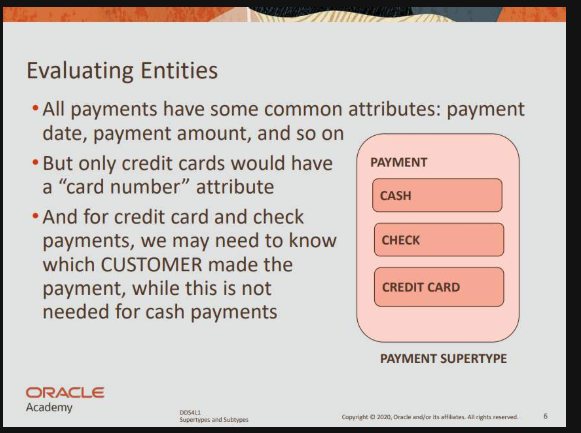 Evaluating Entities
•All payments have some common attributes: payment
date, payment amount, and so on
•But only credit cards would have
a “card number” attribute
•And for credit card and check
payments, we may need to know
which CUSTOMER made the
payment, while this is not
needed for cash payments
PAYMENT
CASH
CHECK
CREDIT CARD
PAYMENT SUPERTYPE
ORACLE
Academy
DDS4L1
Supertypes and Subtypes
Copyright © 2020, Oracle and/or its affiliates. All rights reserved.
6